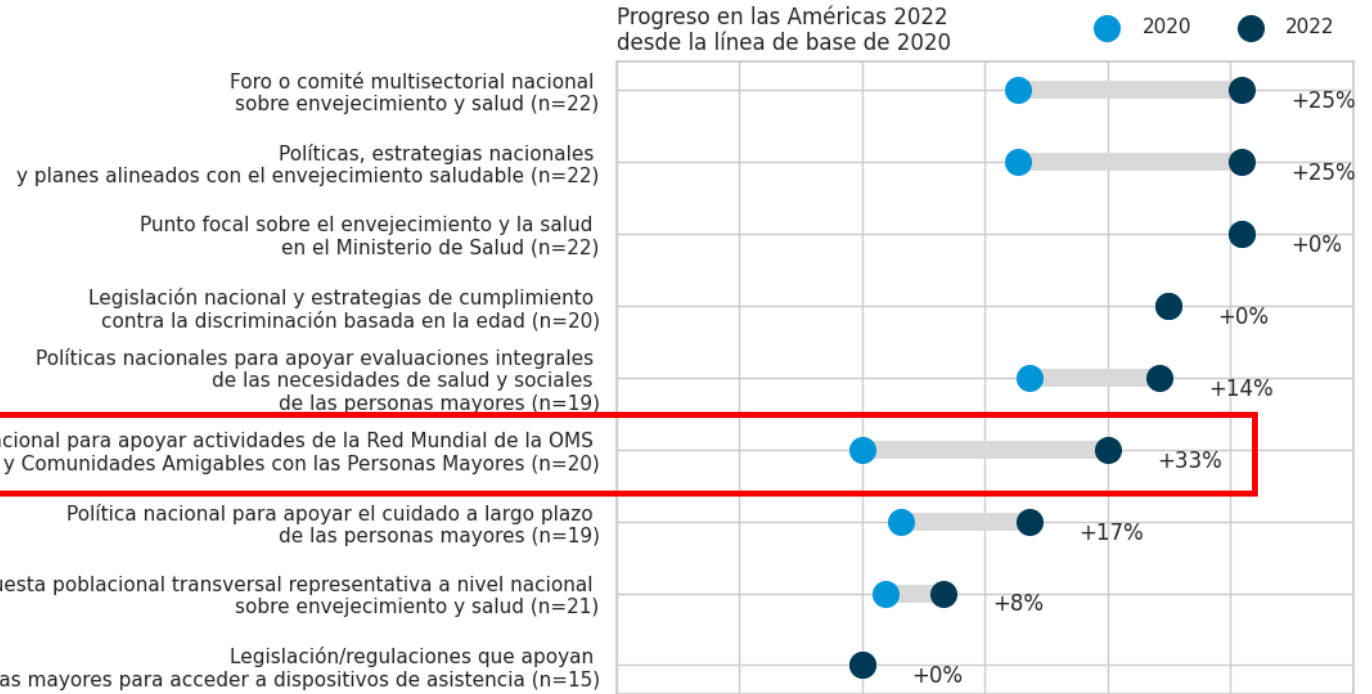 Progreso en las Américas 2022
desde la línea de base de 2020
2020
2022
Foro o comité multisectorial nacional
sobre envejecimiento y salud (n=22)
+25%
Políticas, estrategias nacionales
y planes alineados con el envejecimiento saludable (n=22)
+25%
Punto focal sobre el envejecimiento y la salud
en el Ministerio de Salud (n=22)
+0%
Legislación nacional y estrategias de cumplimiento
contra la discriminación basada en la edad (n=20)
+0%
Políticas nacionales para apoyar evaluaciones integrales
de las necesidades de salud y sociales
de las personas mayores (n=19)
+14%
para apoyar actividades de la Red Mundial de la OMS
y Comunidades Amigables con las Personas Mayores (n=20)
+33%
Política nacional para apoyar el cuidado a largo plazo
de las personas mayores (n=19)
+17%
poblacional transversal representativa a nivel nacional
sobre envejecimiento y salud (n=21)
+8%
Legislación/regulaciones que apoyan
mayores para acceder a dispositivos de asistencia (n=15)
+0%